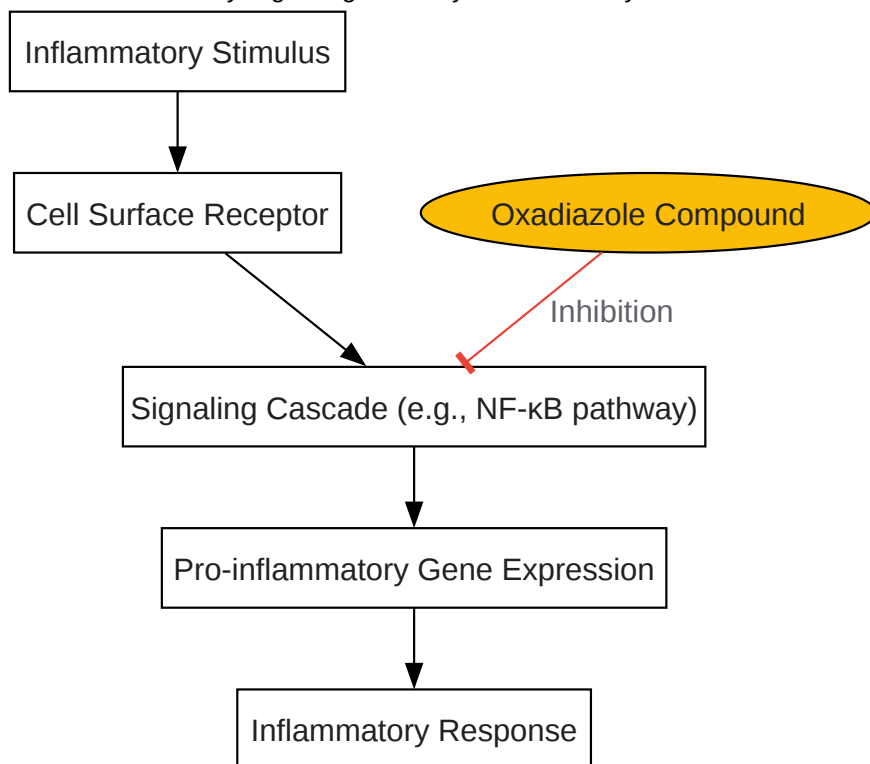 Inflammatory Stimulus
Cell Surface Receptor
Oxadiazole Compound
Inhibition
Signaling Cascade (e.g., NF-κB pathway)
Pro-inflammatory Gene Expression
Inflammatory Response